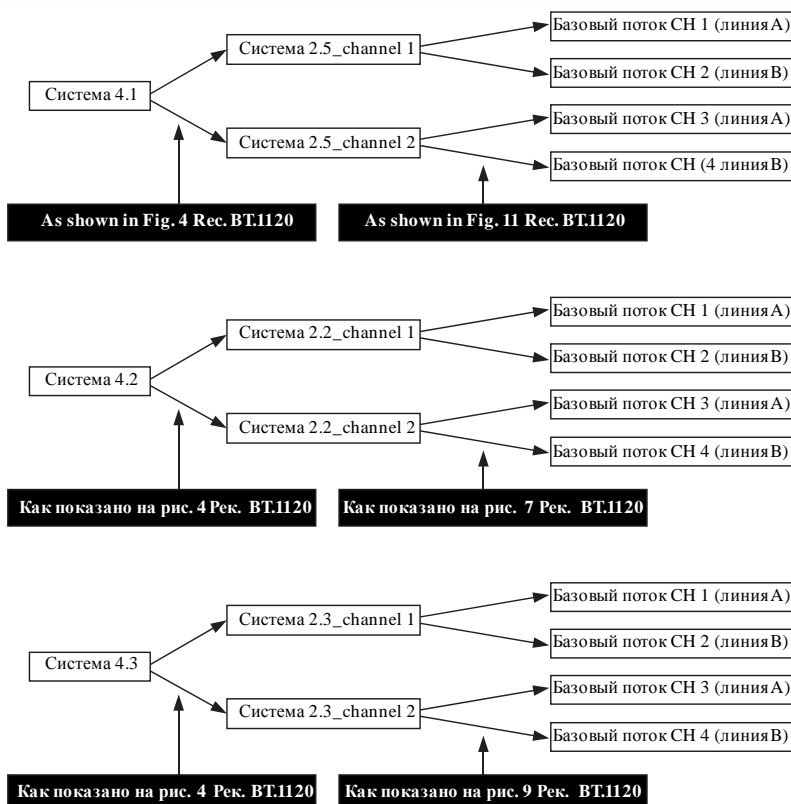 Базовый поток CH 1 (линия A)
Система 2.5_channel 1
Базовый поток CH 2 (линия B)
Система 4.1
Базовый поток CH 3 (линия A)
Система 2.5_channel 2
Базовый поток CH (4 линия B)
As shown in Fig. 4 Rec. BT.1120
As shown in Fig. 11 Rec. BT.1120
Базовый поток CH 1 (линия A)
Система 2.2_channel 1
Базовый поток CH 2 (линия B)
Система 4.2
Базовый поток CH 3 (линия A)
Система 2.2_channel 2
Базовый поток CH 4 (линия B)
Как показано на рис. 4 Рек. BT.1120
Как показано на рис. 7 Рек. BT.1120
Базовый поток CH 1 (линия A)
Система 2.3_channel 1
Базовый поток CH 2 (линия B)
Система 4.3
Базовый поток CH 3 (линия A)
Система 2.3_channel 2
Базовый поток CH 4 (линия B)
Как показано на рис. 4 Рек. BT.1120
Как показано на рис. 9 Рек. BT.1120